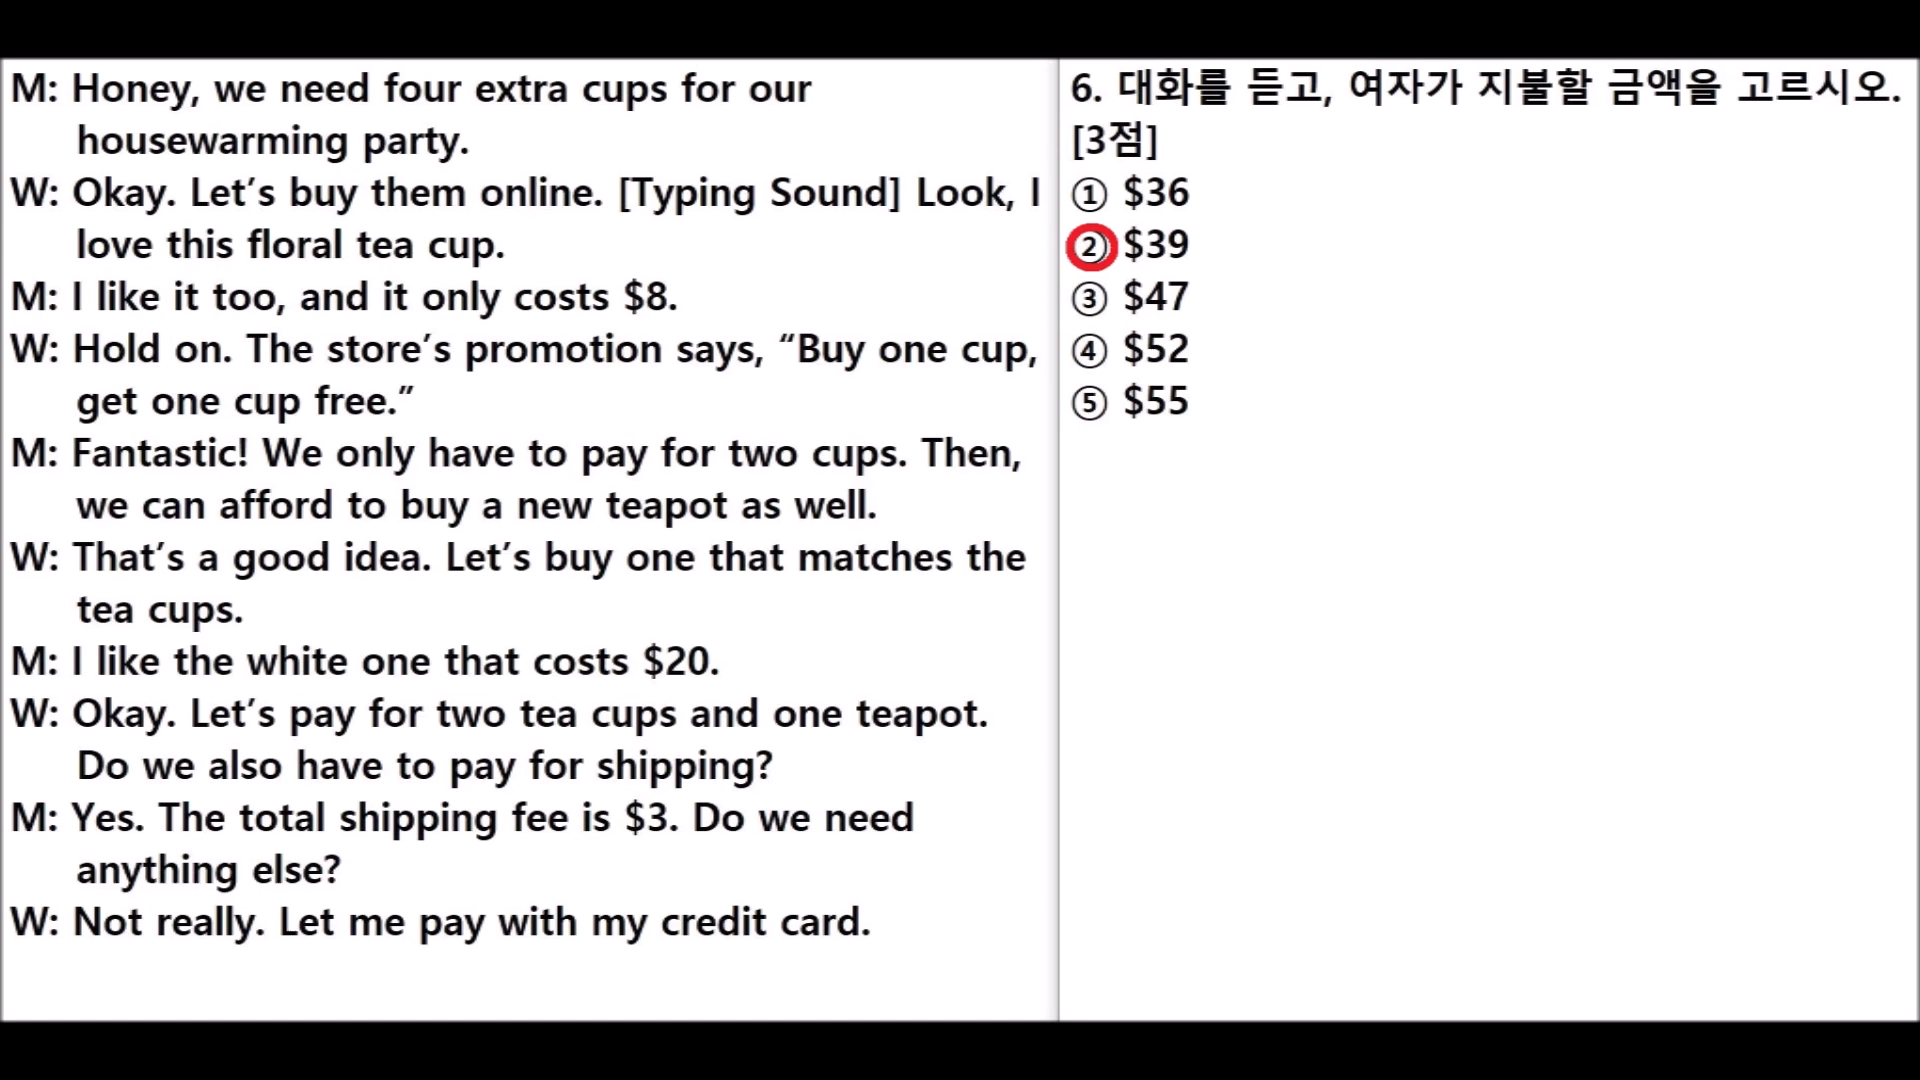 M: Honey, we need four extra cups for our
housewarming party.
W: Okay. Let’s buy them online. [Typing Sound] Look, I
love this floral tea cup.
M: I like it too, and it only costs $8.
W: Hold on. The store’s promotion says, “Buy one cup,
get one cup free.”
M: Fantastic! We only have to pay for two cups. Then,
we can afford to buy a new teapot as well.
W: That’s a good idea. Let’s buy one that matches the
tea cups.
M: I like the white one that costs $20.
W: Okay. Let’s pay for two tea cups and one teapot.
Do we also have to pay for shipping?
M: Yes. The total shipping fee is $3. Do we need
anything else?
W: Not really. Let me pay with my credit card.
6. 대화를 듣고, 여자가 지불할 금액을 고르시오.
[3점]
① $36
② $39
③ $47
④ $52
⑤ $55